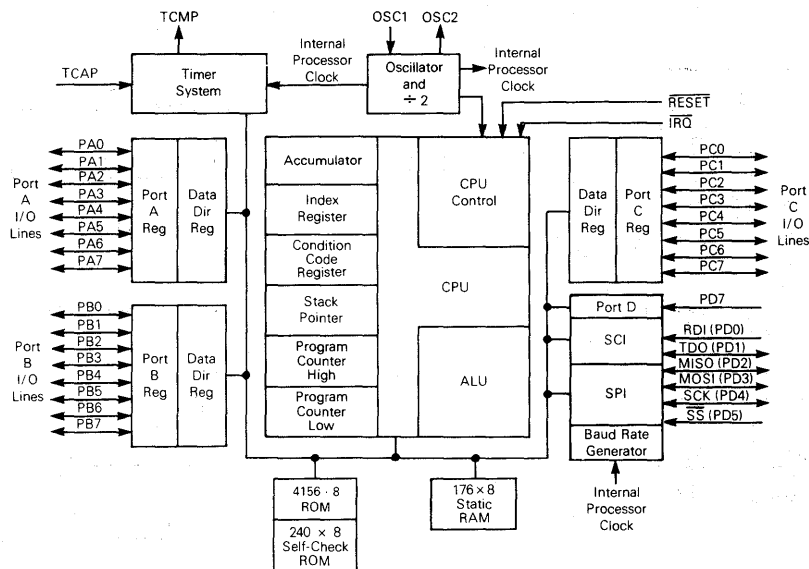 TCMP
OSC1 OSC2
TCAP
Timer
System
Internal
Processor
Clock
Oscillator
and
÷ 2
Internal
Processor
Clock
RESET
IRQ
Port
A
I/O
Lines
PA0
PA1
PA2
PA3
PA4
PA5
PA6
PA7
Port
A
Reg
Data
Dir
Reg
Port
B
I/O
Lines
PB0
PB1
PB2
PB3
PB4
PB5
PB6
PB7
Port
B
Reg
Data
Dir
Reg
Accumulator
Index
Register
Condition
Code
Register
Stack
Pointer
Program
Counter
High
Program
Counter
Low
CPU
Control
CPU
ALU
Data
Dir
Reg
Port
C
Reg
PC0
PC1
PC2
PC3
PC4
PC5
PC6
PC7
Port
C
I/O
Lines
Port D
SCI
SPI
Baud Rate
Generator
PD7
RDI (PD0)
TDO (PD1)
MISO (PD2)
MOSI (PD3)
SCK (PD4)
SS (PD5)
Internal
Processor
Clock
4156 · 8
ROM
240 × 8
Self-Check
ROM
176 × 8
Static
RAM